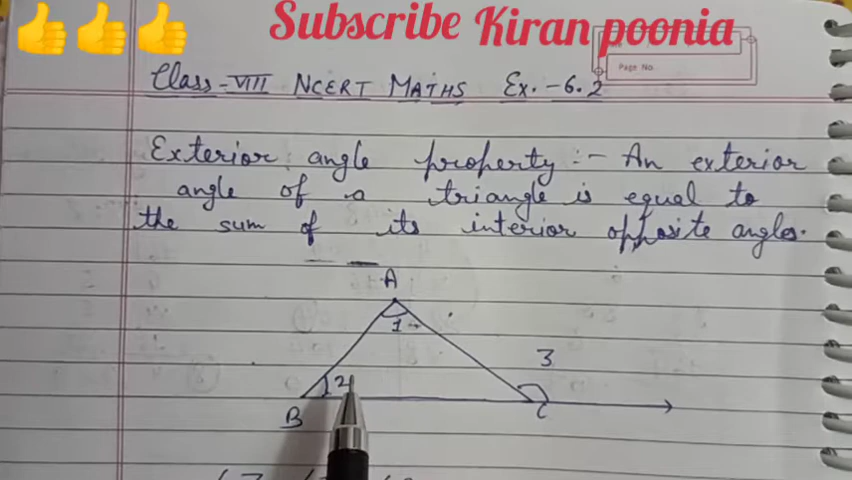 Subscribe Kiran poonia
Page No.
Class-VIII NCERT MATHS Ex.-6.2
Exterior angle property :- An exterior
angle of a triangle is equal to
the sum of its interior opposite angles.
A
1
3
2
B
C